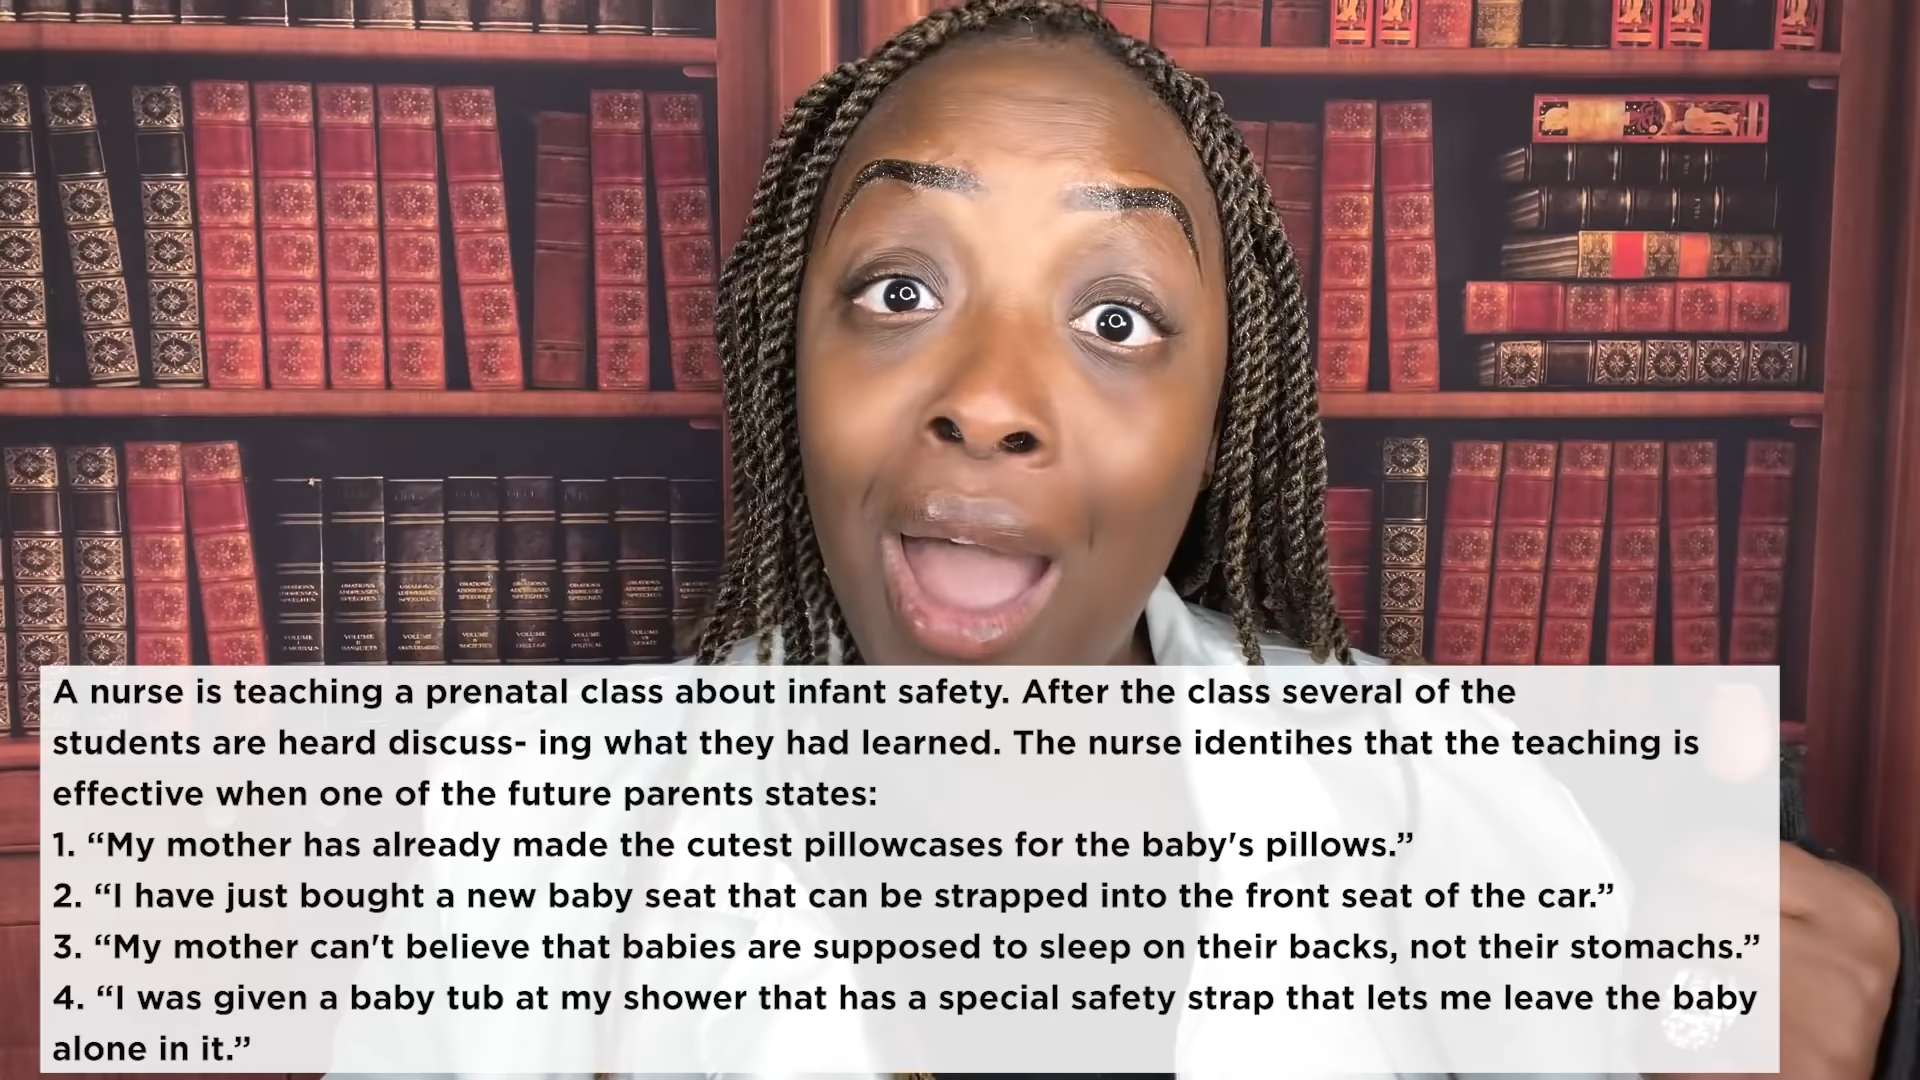 A nurse is teaching a prenatal class about infant safety. After the class several of the
students are heard discuss- ing what they had learned. The nurse identihes that the teaching is
effective when one of the future parents states:
1. “My mother has already made the cutest pillowcases for the baby's pillows.”
2. “I have just bought a new baby seat that can be strapped into the front seat of the car.”
3. “My mother can't believe that babies are supposed to sleep on their backs, not their stomachs.”
4. “I was given a baby tub at my shower that has a special safety strap that lets me leave the baby
alone in it.”